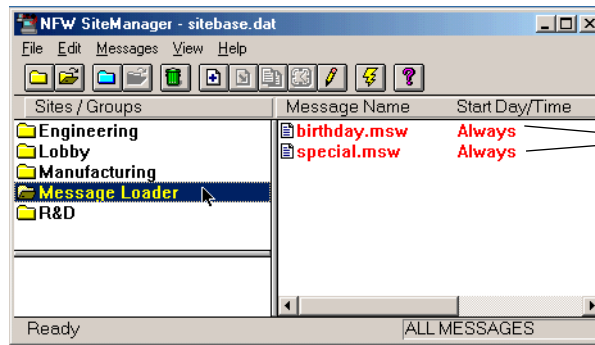 NFW SiteManager - sitebase.dat
File Edit Messages View Help
Sites / Groups Message Name Start Day/Time
Engineering
Lobby
Manufacturing
Message Loader
R&D
birthday.msw Always
special.msw Always
Ready ALL MESSAGES